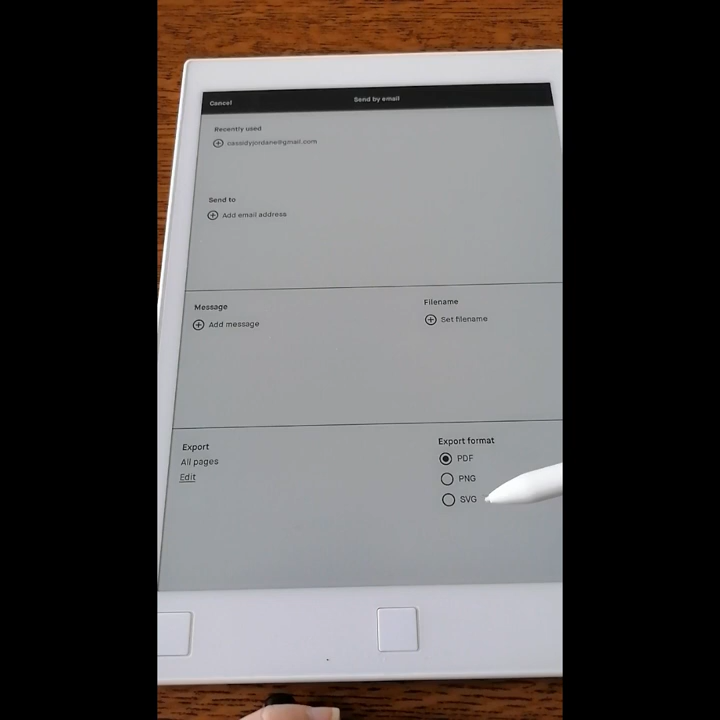 Cancel
Send by email
Recently used
cassidyjordane@gmail.com
Send to
Add email address
Message
Add message
Filename
Set filename
Export
All pages
Edit
Export format
PDF
PNG
SVG